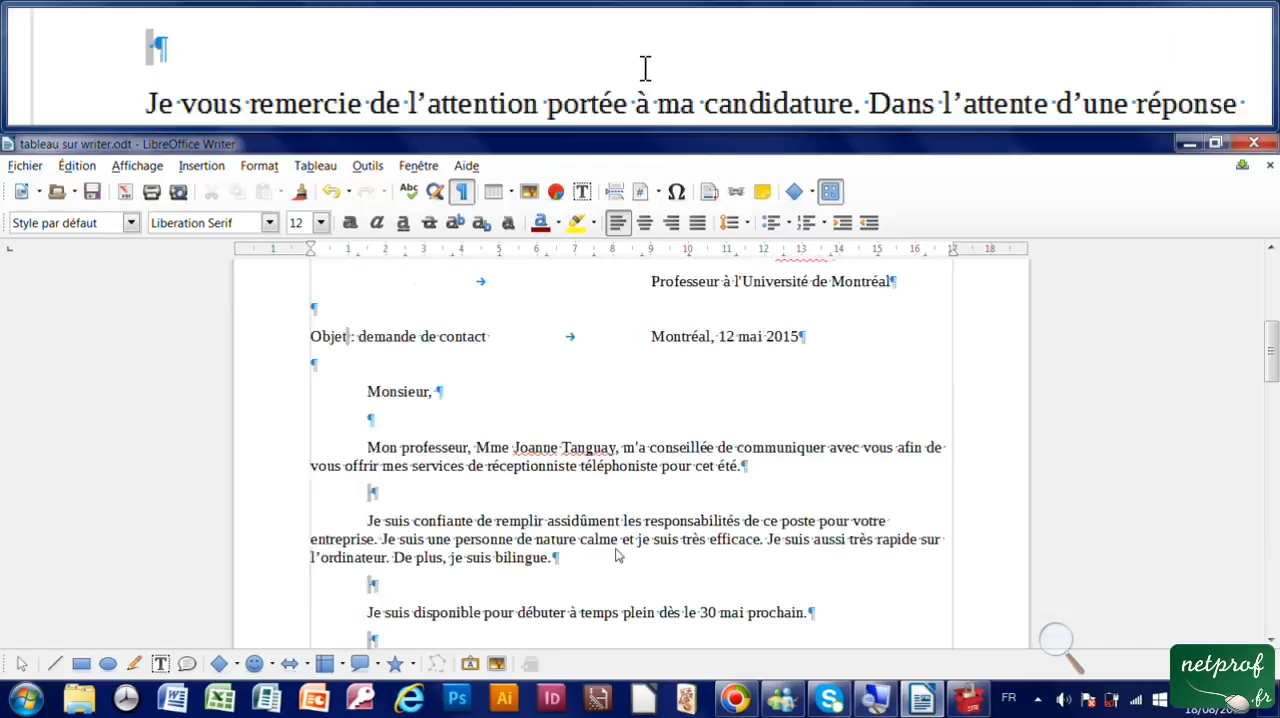 ¶
Je vous remercie de l'attention portée à ma candidature. Dans l'attente d'une réponse
tableau sur writer.odt - LibreOffice Writer
Fichier Édition Affichage Insertion Format Tableau Outils Fenêtre Aide
Style par défaut Liberation Serif 12
1 1 2 3 4 5 6 7 8 9 10 11 12 13 14 15 16 17 18
→ Professeur à l'Université de Montréal¶
¶
Objet : demande de contact → Montréal, 12 mai 2015¶
¶
Monsieur, ¶
¶
Mon professeur, Mme Joanne Tanguay, m'a conseillée de communiquer avec vous afin de
vous offrir mes services de réceptionniste téléphoniste pour cet été.¶
¶
Je suis confiante de remplir assidûment les responsabilités de ce poste pour votre
entreprise. Je suis une personne de nature calme et je suis très efficace. Je suis aussi très rapide sur
l'ordinateur. De plus, je suis bilingue.¶
¶
Je suis disponible pour débuter à temps plein dès le 30 mai prochain.¶
¶
netprof
.fr
Ps Ai Id FR